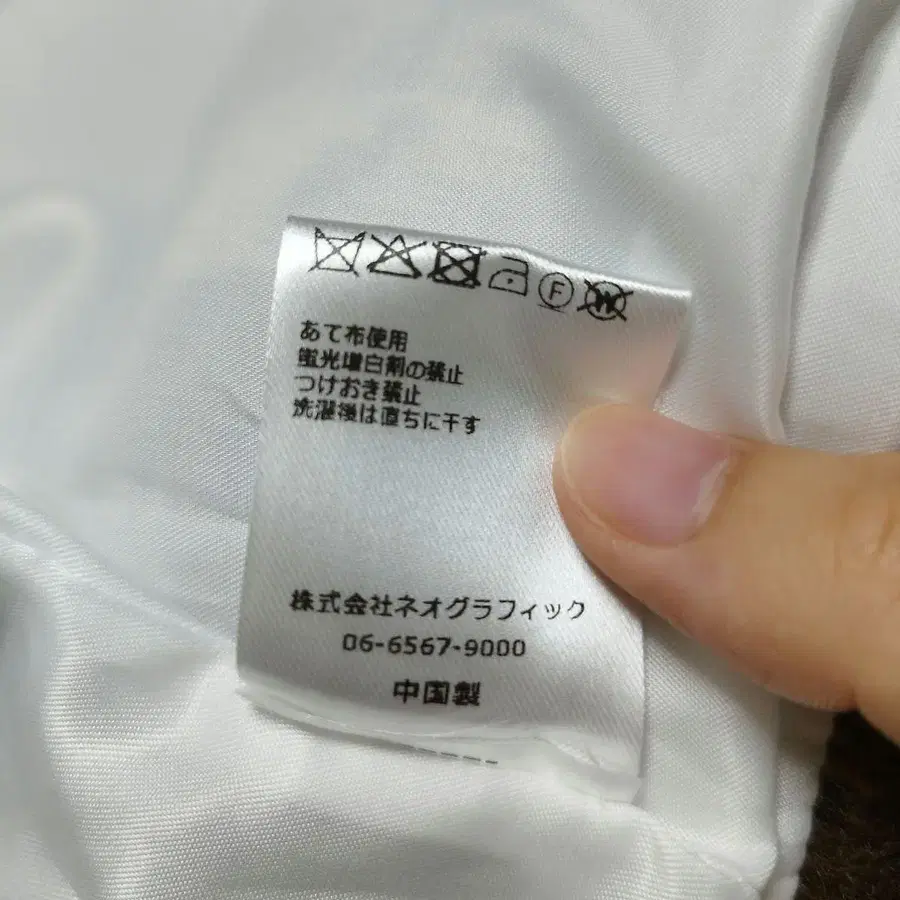 F
W
あて布使用
蛍光増白剤の禁止
つけおき禁止
洗濯後は直ちに干す
株式会社ネオグラフィック
06-6567-9000
中国製